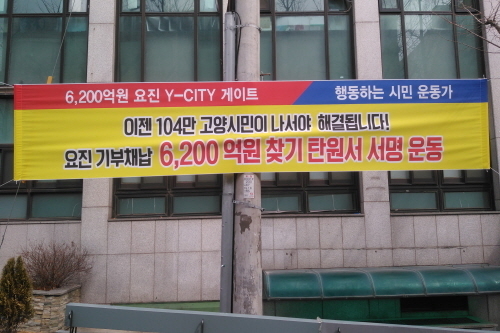 6,200억원 요진 Y-CITY 게이트
행동하는 시민 운동가
이젠 104만 고양시민이 나서야 해결됩니다!
요진 기부채납 6,200 억원 찾기 탄원서 서명 운동